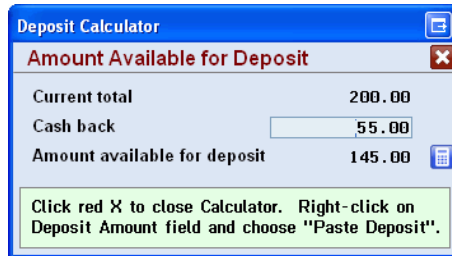 Deposit Calculator
Amount Available for Deposit
Current total 200.00
Cash back 55.00
Amount available for deposit 145.00
Click red X to close Calculator. Right-click on
Deposit Amount field and choose "Paste Deposit".